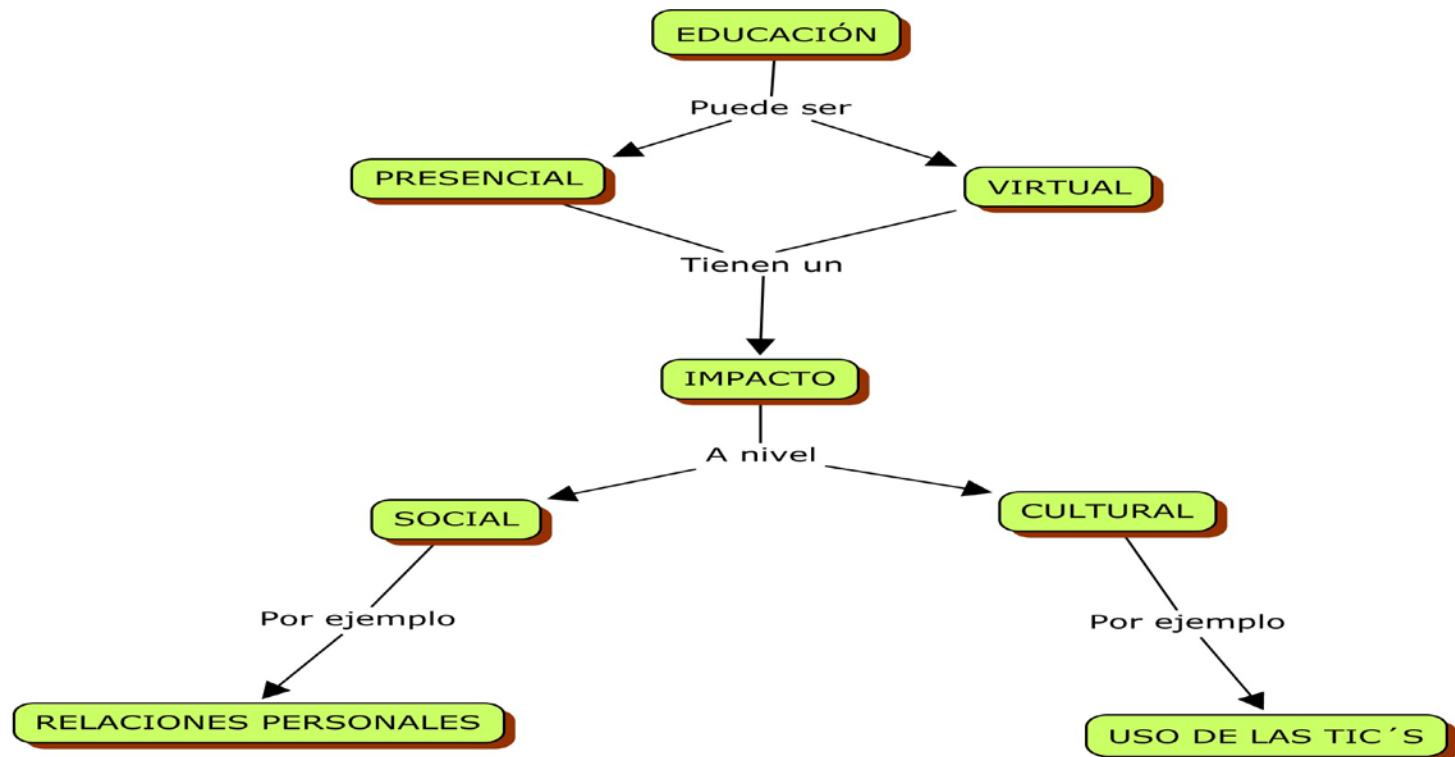 EDUCACIÓN
Puede ser
PRESENCIAL
VIRTUAL
Tienen un
IMPACTO
A nivel
SOCIAL
CULTURAL
Por ejemplo
Por ejemplo
RELACIONES PERSONALES
USO DE LAS TIC´S